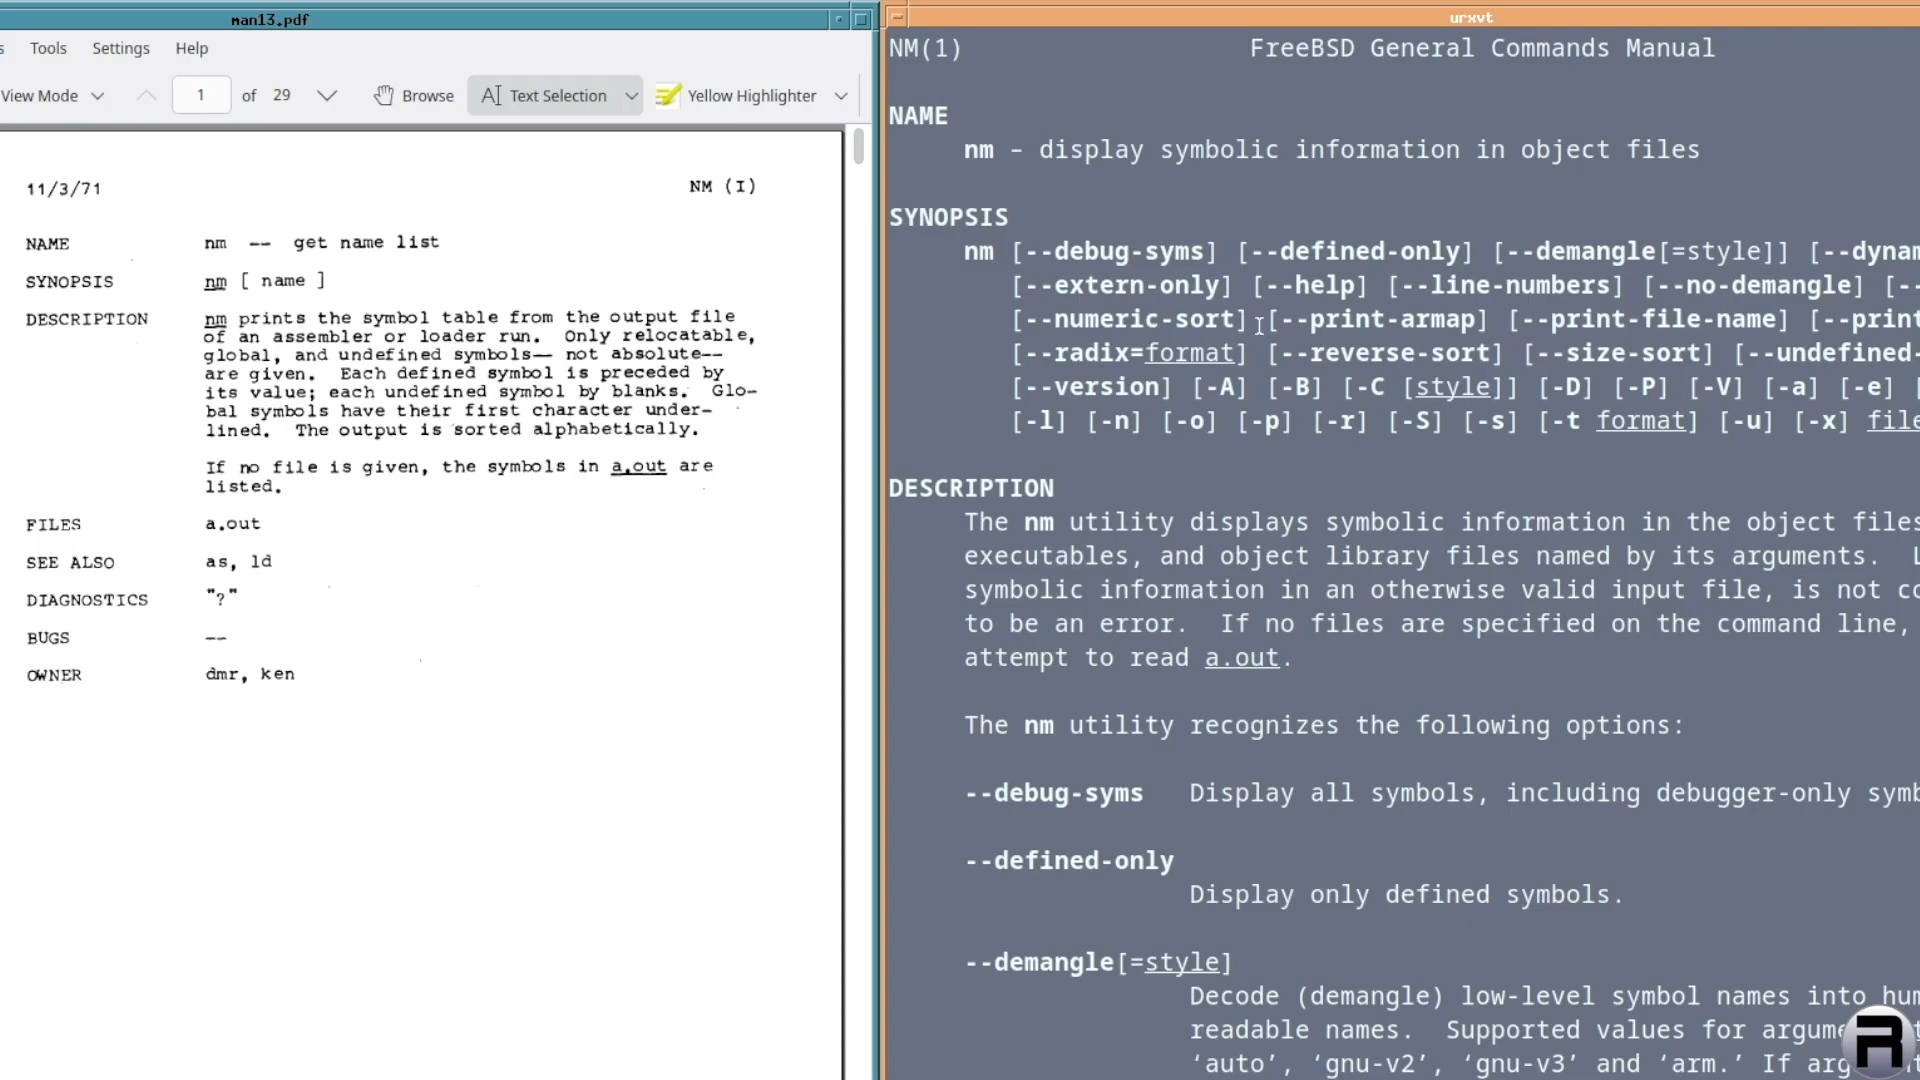 man13.pdf
Tools Settings Help
View Mode 1 of 29 Browse Text Selection Yellow Highlighter
11/3/71 NM (I)
NAME nm -- get name list
SYNOPSIS nm [ name ]
DESCRIPTION nm prints the symbol table from the output file
of an assembler or loader run. Only relocatable,
global, and undefined symbols— not absolute--
are given. Each defined symbol is preceded by
its value; each undefined symbol by blanks. Glo-
bal symbols have their first character under-
lined. The output is sorted alphabetically.
If no file is given, the symbols in a.out are
listed.
FILES a.out
SEE ALSO as, ld
DIAGNOSTICS "?"
BUGS --
OWNER dmr, ken
urxvt
NM(1) FreeBSD General Commands Manual
NAME
nm – display symbolic information in object files
SYNOPSIS
nm [--debug-syms] [--defined-only] [--demangle[=style]] [--dynam
[--extern-only] [--help] [--line-numbers] [--no-demangle] [--
[--numeric-sort] [--print-armap] [--print-file-name] [--print
[--radix=format] [--reverse-sort] [--size-sort] [--undefined-
[--version] [-A] [-B] [-C [style]] [-D] [-P] [-V] [-a] [-e] [
[-l] [-n] [-o] [-p] [-r] [-S] [-s] [-t format] [-u] [-x] file
DESCRIPTION
The nm utility displays symbolic information in the object files
executables, and object library files named by its arguments. L
symbolic information in an otherwise valid input file, is not co
to be an error. If no files are specified on the command line,
attempt to read a.out.
The nm utility recognizes the following options:
--debug-syms Display all symbols, including debugger-only symb
--defined-only
Display only defined symbols.
--demangle[=style]
Decode (demangle) low-level symbol names into hum
readable names. Supported values for argume
‘auto’, ‘gnu-v2’, ‘gnu-v3’ and ‘arm.’ If arg